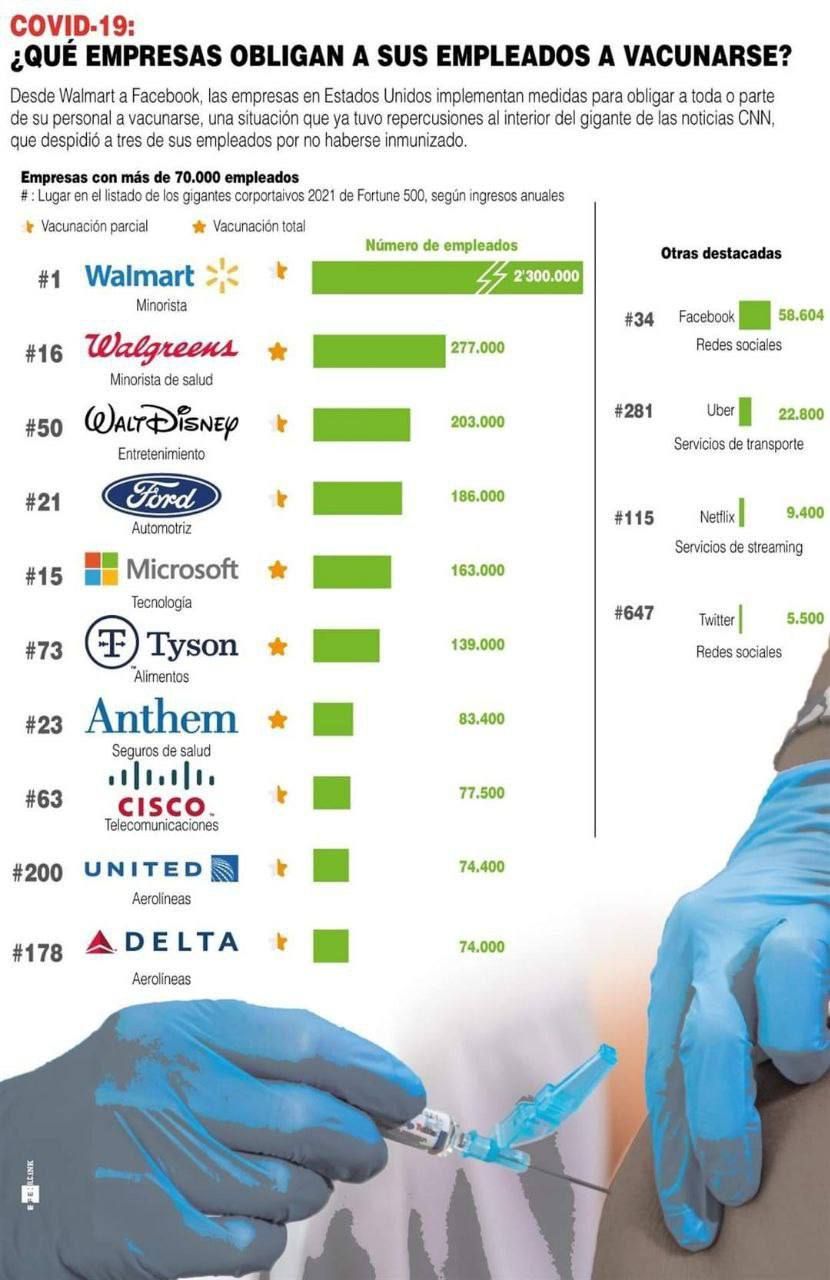 COVID-19:
¿QUÉ EMPRESAS OBLIGAN A SUS EMPLEADOS A VACUNARSE?
Desde Walmart a Facebook, las empresas en Estados Unidos implementan medidas para obligar a toda o parte
de su personal a vacunarse, una situación que ya tuvo repercusiones al interior del gigante de las noticias CNN,
que despidió a tres de sus empleados por no haberse inmunizado.
Empresas con más de 70.000 empleados
# : Lugar en el listado de los gigantes corportaivos 2021 de Fortune 500, según ingresos anuales
Vacunación parcial
Vacunación total
Número de empleados
#1 Walmart 2'300.000
Minorista
#16 Walgreens 277.000
Minorista de salud
#50 WALT DISNEY 203.000
Entretenimiento
#21 Ford 186.000
Automotriz
#15 Microsoft 163.000
Tecnología
#73 T Tyson 139.000
™Alimentos
#23 Anthem 83.400
Seguros de salud
#63 CISCO™ 77.500
Telecomunicaciones
#200 UNITED 74.400
Aerolíneas
#178 DELTA 74.000
Aerolíneas
Otras destacadas
#34 Facebook 58.604
Redes sociales
#281 Uber 22.800
Servicios de transporte
#115 Netflix 9.400
Servicios de streaming
#647 Twitter 5.500
Redes sociales